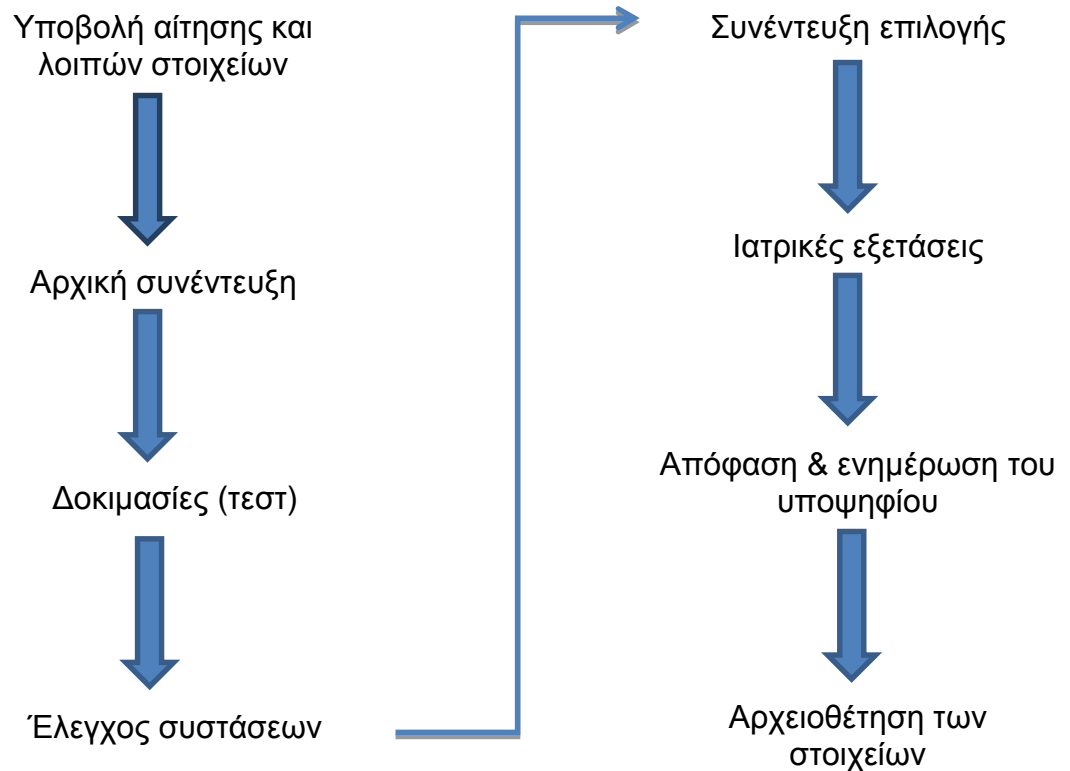 Υποβολή αίτησης και
λοιπών στοιχείων
Αρχική συνέντευξη
Δοκιμασίες (τεστ)
Έλεγχος συστάσεων
Συνέντευξη επιλογής
Ιατρικές εξετάσεις
Απόφαση & ενημέρωση του
υποψηφίου
Αρχειοθέτηση των
στοιχείων